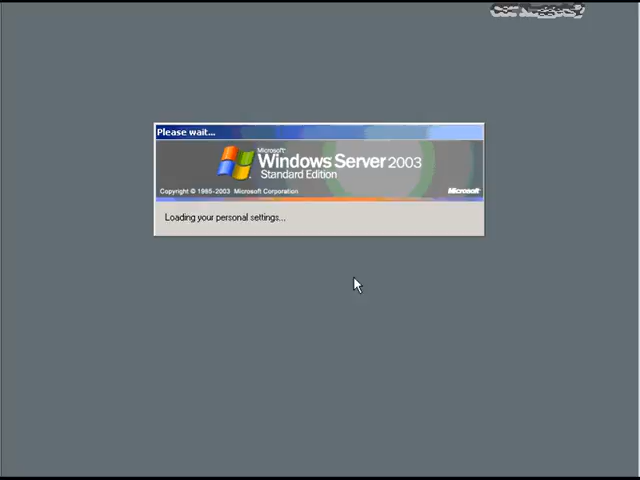 Please wait...
Microsoft
Windows Server 2003
Standard Edition
Copyright © 1985-2003 Microsoft Corporation
Microsoft
Loading your personal settings...